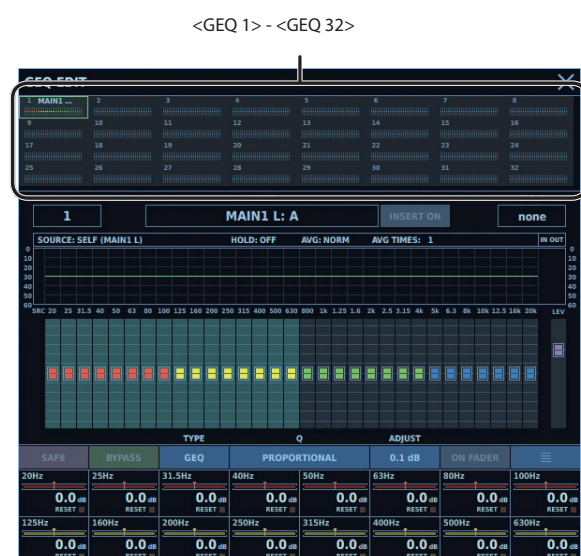 <GEQ 1> - <GEQ 32>
GEQ EDIT
1 MAIN1 ... 2 3 4 5 6 7 8
9 10 11 12 13 14 15 16
17 18 19 20 21 22 23 24
25 26 27 28 29 30 31 32
1 MAIN1 L: A INSERT ON none
SOURCE: SELF (MAIN1 L) HOLD: OFF AVG: NORM AVG TIMES: 1 IN OUT
0 0
10 10
20 20
30 30
40 40
50 50
60 60
SRC 20 25 31.5 40 50 63 80 100 125 160 200 250 315 400 500 630 800 1k 1.25 1.6 2k 2.5 3.15 4k 5k 6.3 8k 10k 12.5 16k 20k LEV
TYPE Q ADJUST
SAFE BYPASS GEQ PROPORTIONAL 0.1 dB ON FADER
20Hz 25Hz 31.5Hz 40Hz 50Hz 63Hz 80Hz 100Hz
0.0 dB 0.0 dB 0.0 dB 0.0 dB 0.0 dB 0.0 dB 0.0 dB 0.0 dB
RESET RESET RESET RESET RESET RESET RESET RESET
125Hz 160Hz 200Hz 250Hz 315Hz 400Hz 500Hz 630Hz
0.0 dB 0.0 dB 0.0 dB 0.0 dB 0.0 dB 0.0 dB 0.0 dB 0.0 dB
RESET RESET RESET RESET RESET RESET RESET RESET